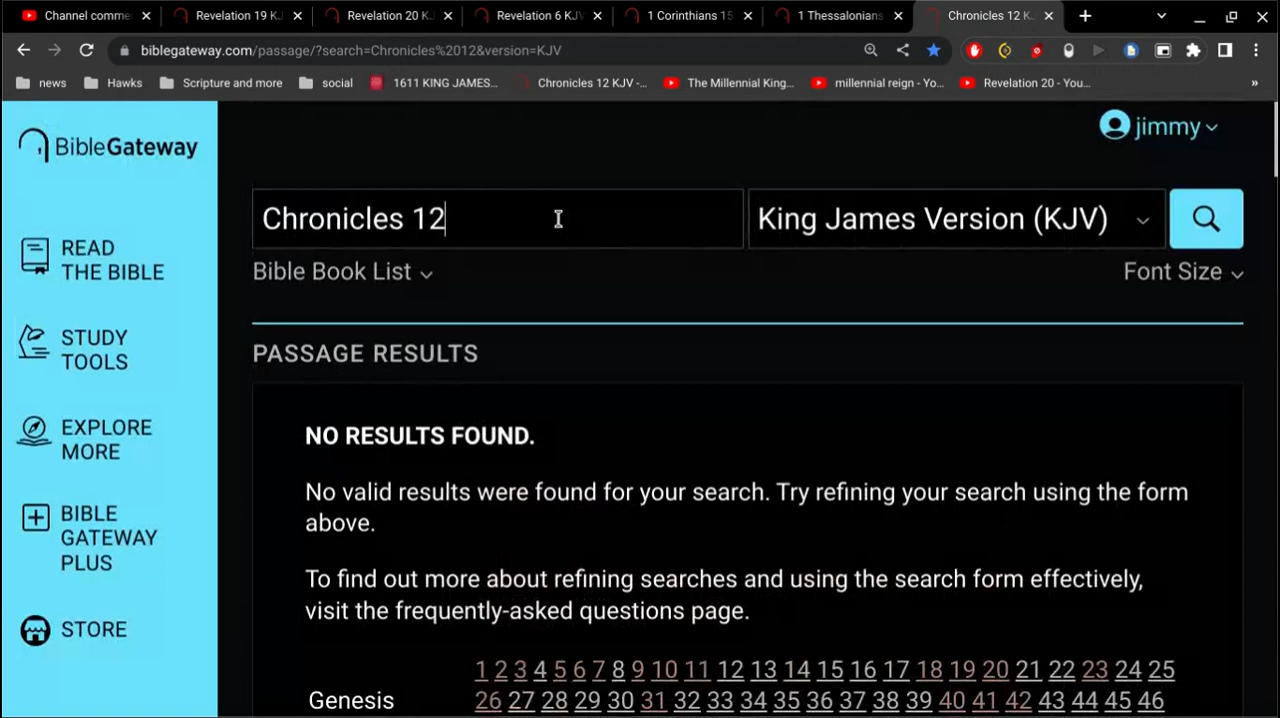 Channel comme
Revelation 19 KJ
Revelation 20 KJ
Revelation 6 KJV
1 Corinthians 15
1 Thessalonians
Chronicles 12 K
biblegateway.com/passage/?search=Chronicles%2012&version=KJV
news
Hawks
Scripture and more
social
1611 KING JAMES...
Chronicles 12 KJV -...
The Millennial King...
millennial reign - Yo...
Revelation 20 - You...
»
BibleGateway
jimmy
Chronicles 12
King James Version (KJV)
Bible Book List
Font Size
READ
THE BIBLE
STUDY
TOOLS
EXPLORE
MORE
BIBLE
GATEWAY
PLUS
STORE
PASSAGE RESULTS
NO RESULTS FOUND.
No valid results were found for your search. Try refining your search using the form
above.
To find out more about refining searches and using the search form effectively,
visit the frequently-asked questions page.
Genesis
1 2 3 4 5 6 7 8 9 10 11 12 13 14 15 16 17 18 19 20 21 22 23 24 25
26 27 28 29 30 31 32 33 34 35 36 37 38 39 40 41 42 43 44 45 46